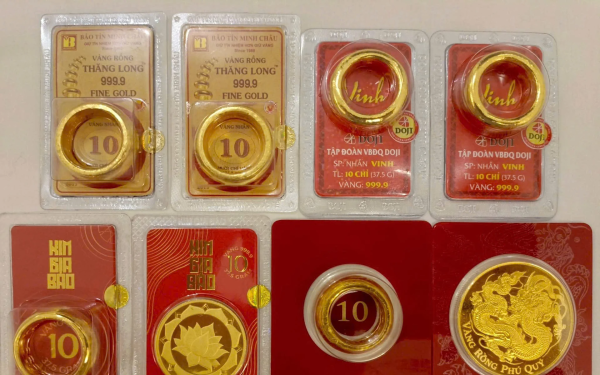 BẢO TÍN MINH CHÂU
VÀNG RỒNG
THĂNG LONG
999.9
FINE GOLD
10
BẢO TÍN MINH CHÂU
VÀNG RỒNG
THĂNG LONG
999.9
FINE GOLD
10
Vinh
DOJI
DOJI
TẬP ĐOÀN VBĐQ DOJI
SP: NHẪN VINH
TL: 10 CHỈ (37.5 G)
VÀNG: 999.9
Vinh
DOJI
DOJI
TẬP ĐOÀN VBĐQ DOJI
SP: NHẪN VINH
TL: 10 CHỈ (37.5 G)
VÀNG: 999.9
KIM
GIA
BẢO
10
KIM
GIA
BẢO
10
10
VÀNG RỒNG PHÚ QUÝ